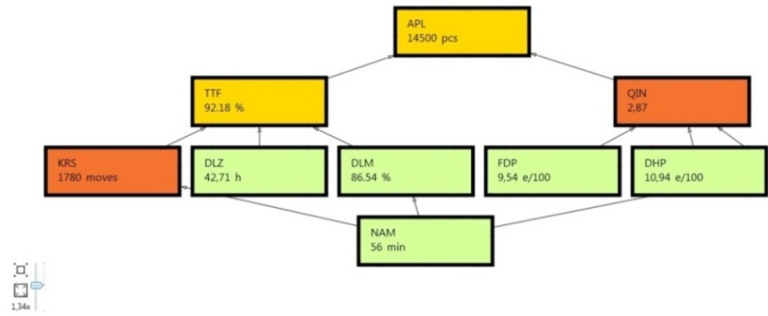 APL
14500 pcs
TTF
92.18 %
QIN
2,87
KRS
1780 moves
DLZ
42,71 h
DLM
86.54 %
FDP
9,54 e/100
DHP
10,94 e/100
NAM
56 min
1,34x